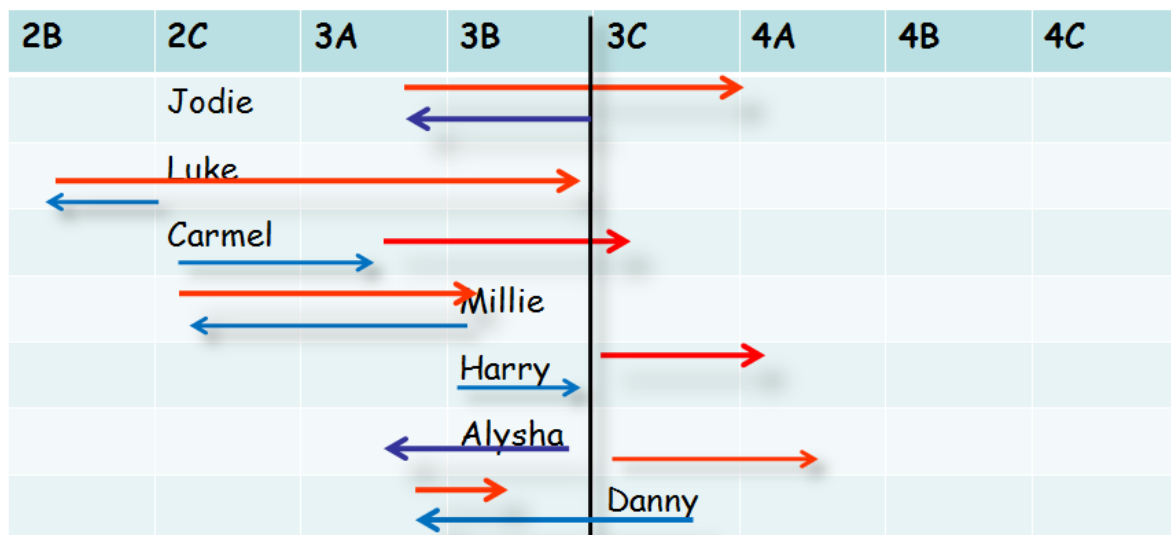 2B 2C 3A 3B 3C 4A 4B 4C
Jodie
Luke
Carmel
Millie
Harry
Alysha
Danny